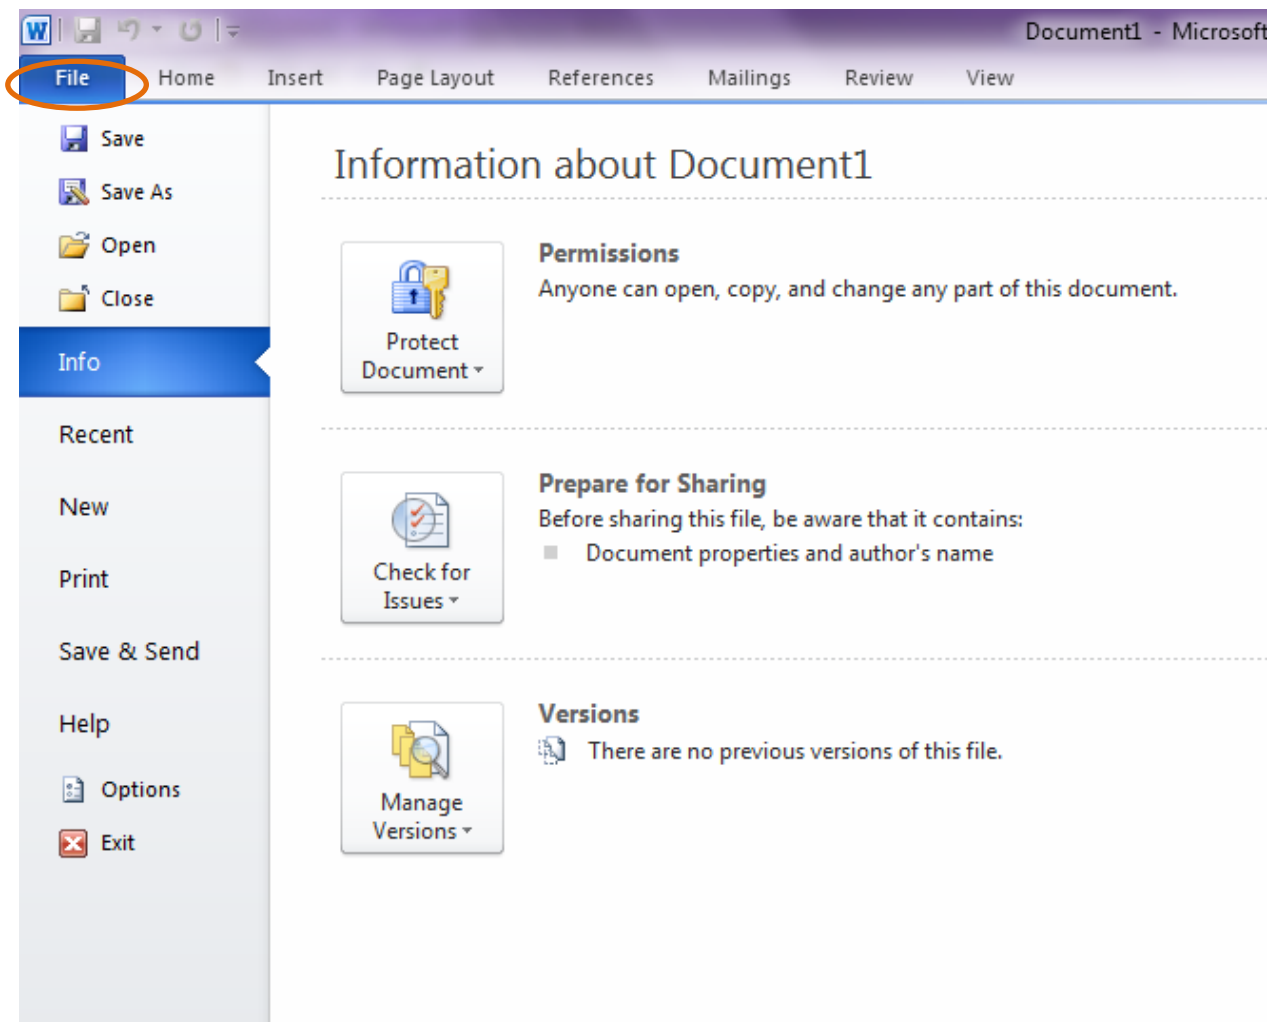 W
Document1 - Microsoft
File Home Insert Page Layout References Mailings Review View
Save
Save As
Open
Close
Info
Recent
New
Print
Save & Send
Help
Options
Exit
Information about Document1
Protect
Document
Permissions
Anyone can open, copy, and change any part of this document.
Check for
Issues
Prepare for Sharing
Before sharing this file, be aware that it contains:
Document properties and author's name
Manage
Versions
Versions
There are no previous versions of this file.